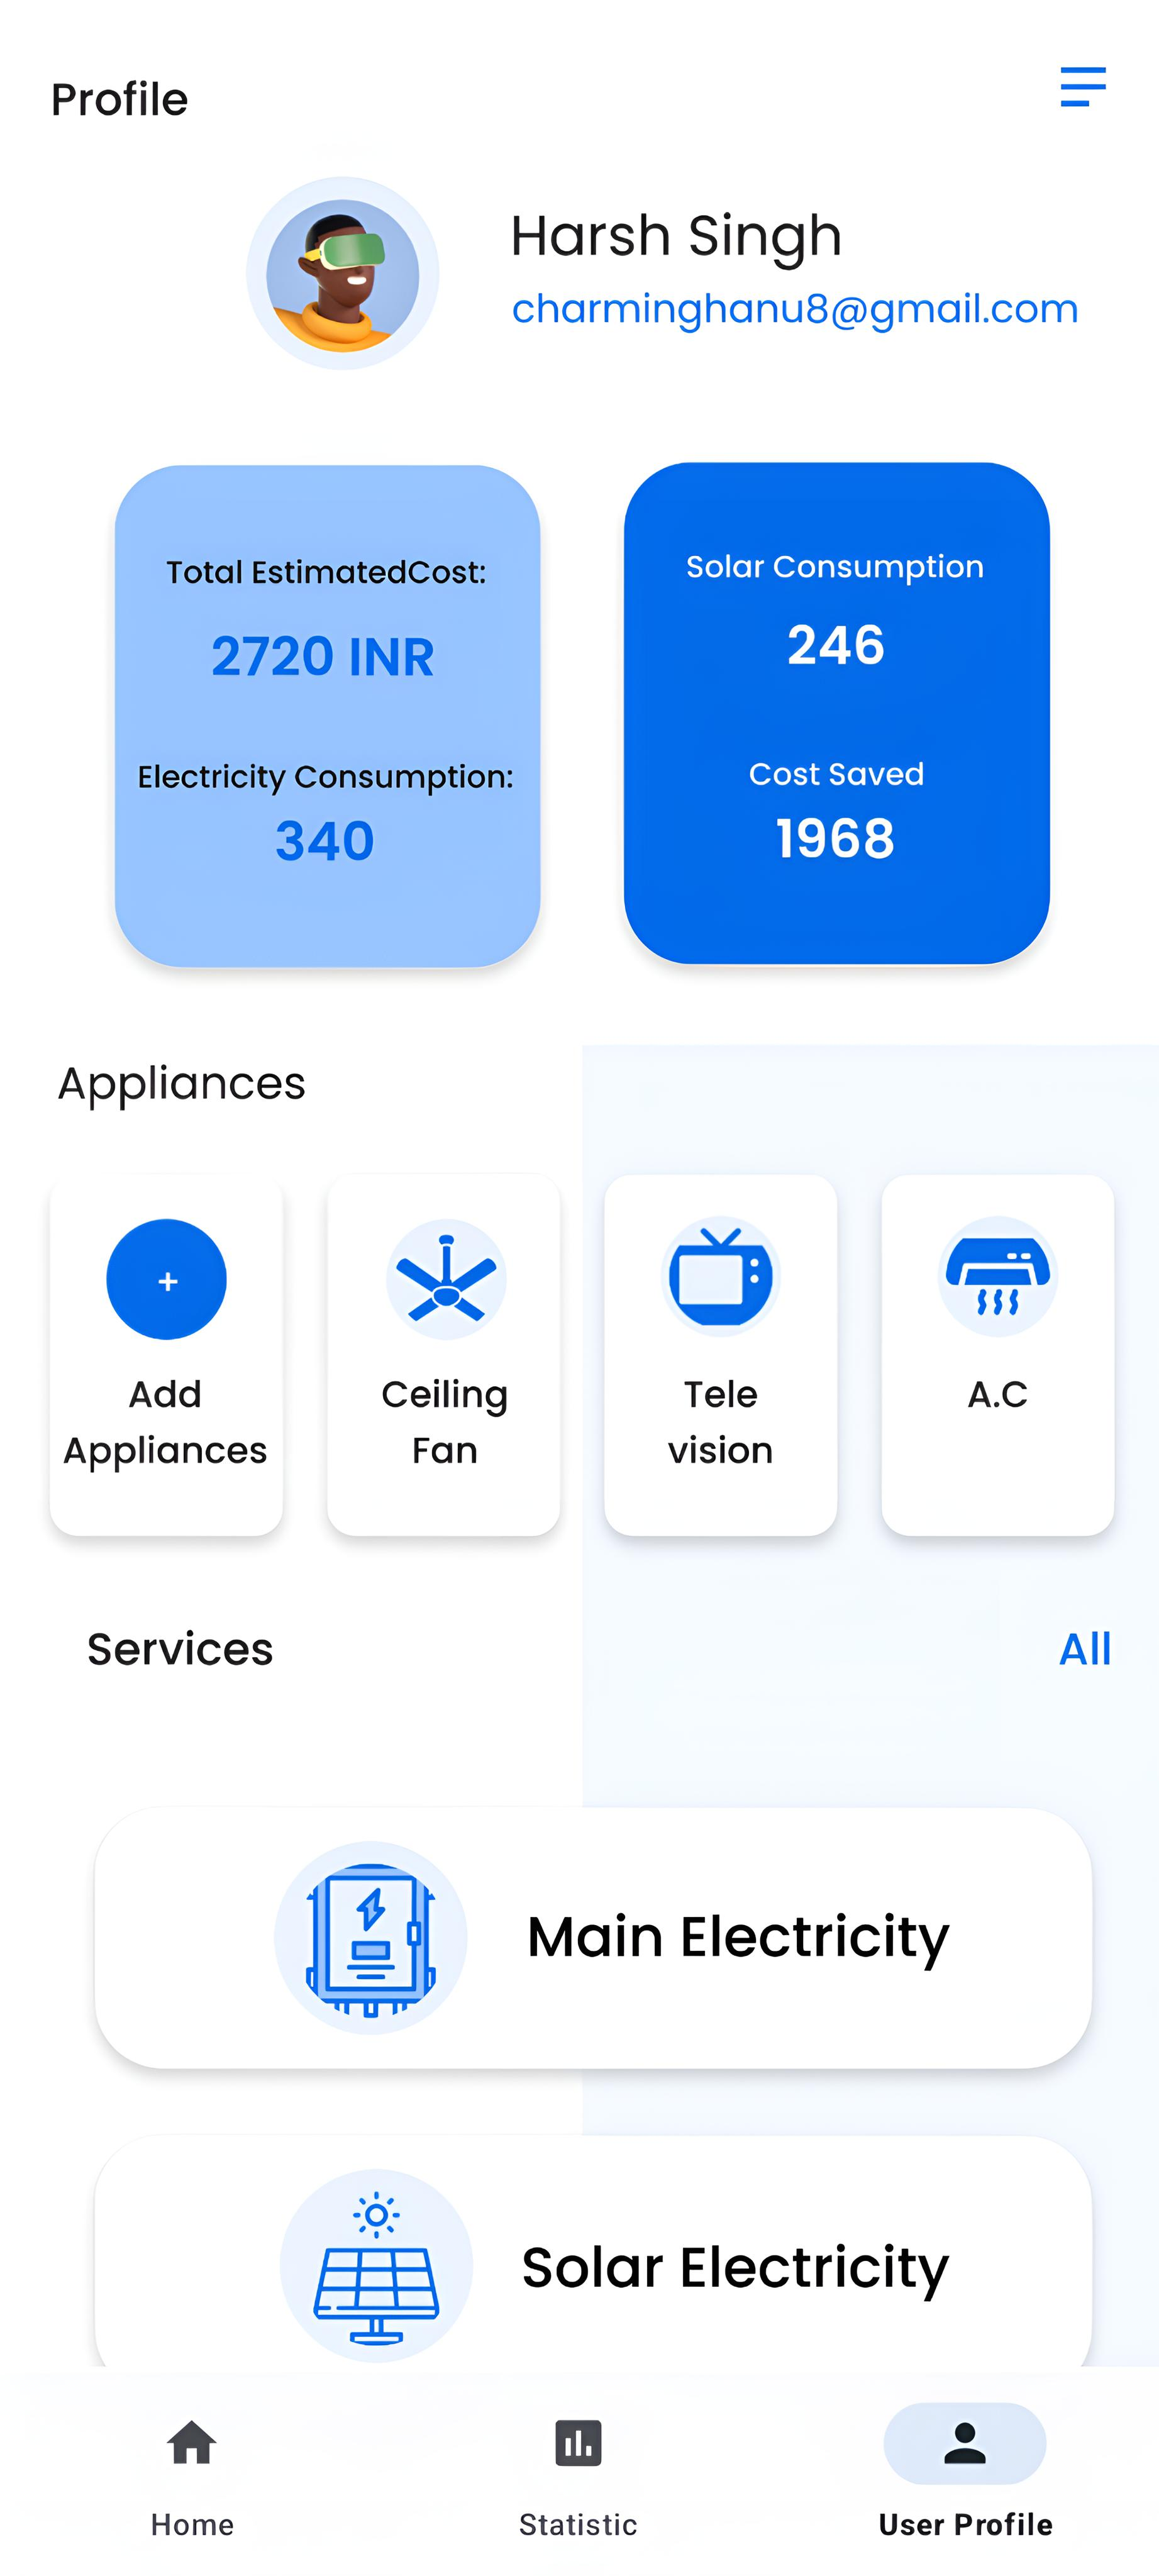 Profile
Harsh Singh
charminghanu8@gmail.com
Total EstimatedCost:
2720 INR
Electricity Consumption:
340
Solar Consumption
246
Cost Saved
1968
Appliances
+
Add
Appliances
Ceiling
Fan
Tele
vision
A.C
Services
All
Main Electricity
Solar Electricity
Home
Statistic
User Profile